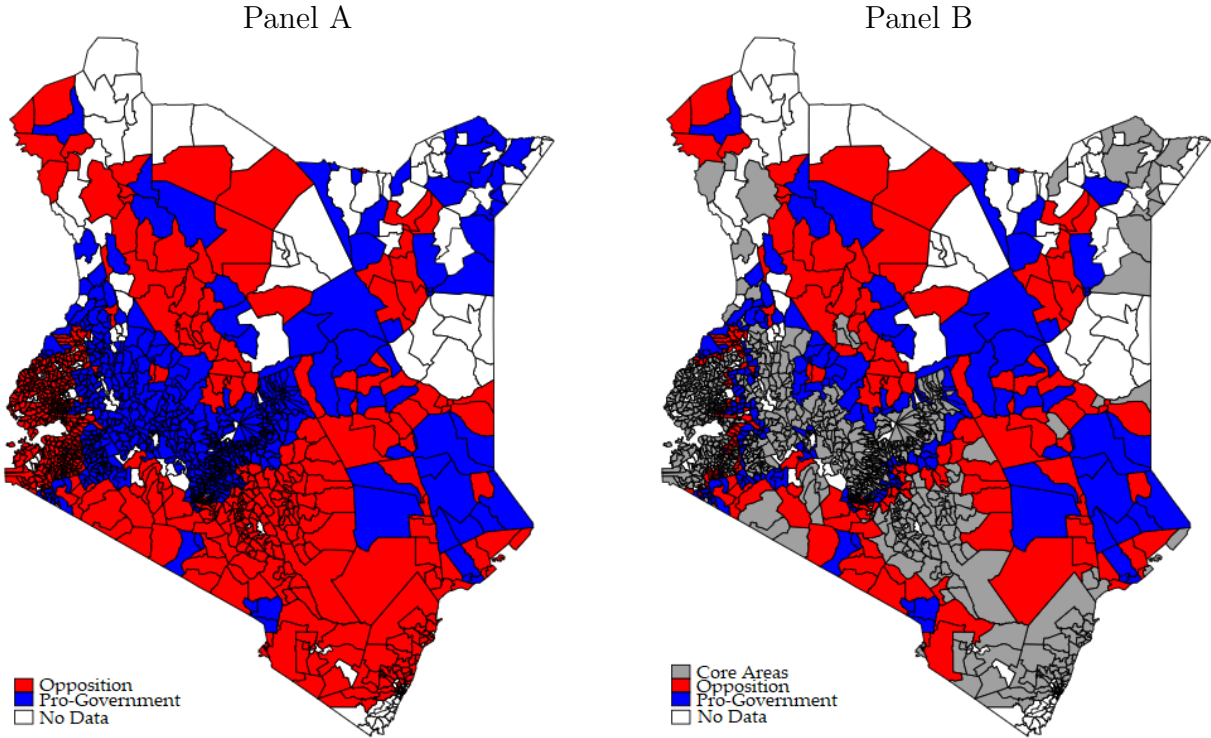 Panel A
Panel B
Opposition
Pro-Government
No Data
Core Areas
Opposition
Pro-Government
No Data